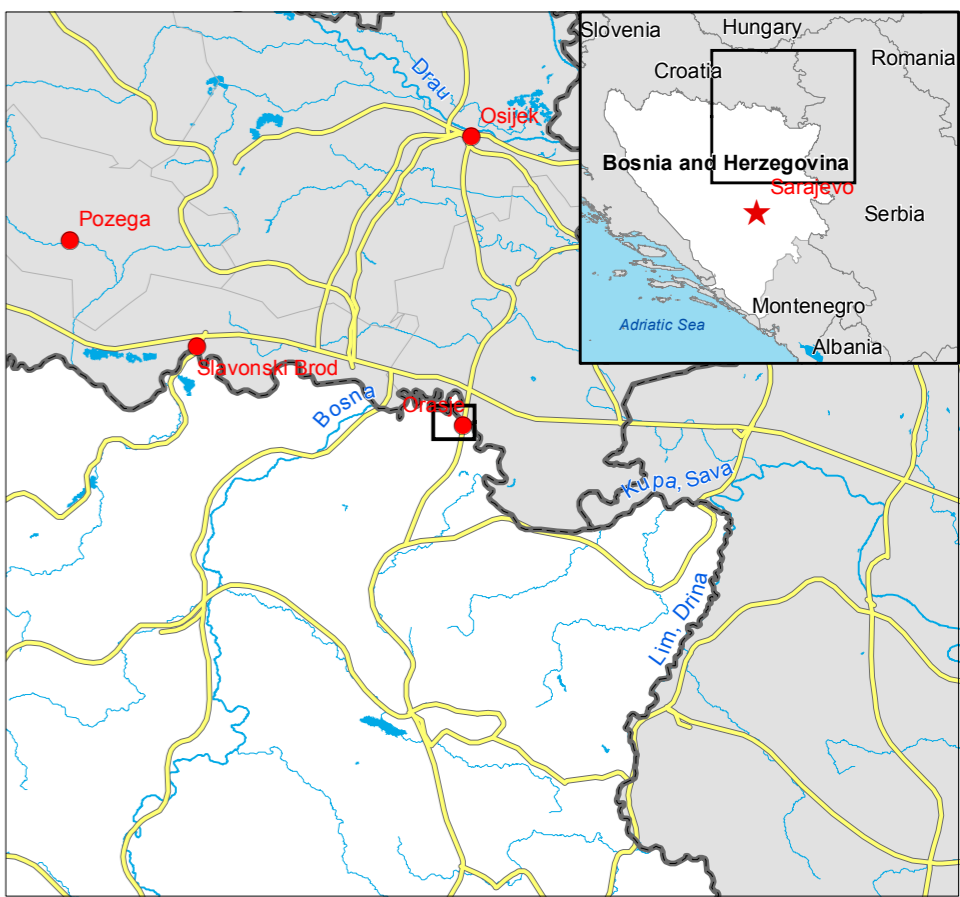 Drau
Osijek
Pozega
Slavonski Brod
Bosna
Orasje
Kupa, Sava
Lim, Drina
Slovenia
Hungary
Romania
Croatia
Bosnia and Herzegovina
Sarajevo
Serbia
Montenegro
Adriatic Sea
Albania